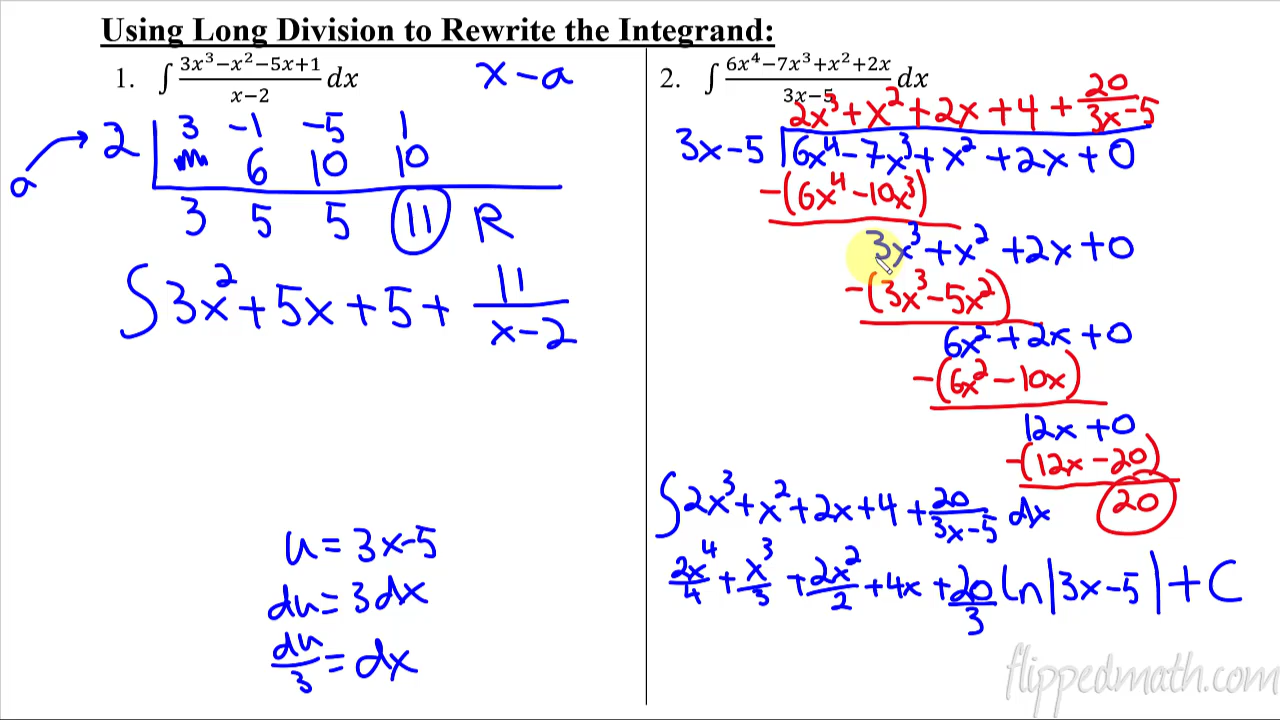 Using Long Division to Rewrite the Integrand:
1. ∫ (3x³−x²−5x+1)/(x−2) dx
x − a
a → 2 | 3 −1 −5 1
6 10 10
3 5 5 11 R
∫ 3x² + 5x + 5 + 11/(x−2)
u = 3x−5
du = 3dx
du/3 = dx
2. ∫ (6x⁴−7x³+x²+2x)/(3x−5) dx
2x³ + x² + 2x + 4 + 20/(3x−5)
3x−5 | 6x⁴ − 7x³ + x² + 2x + 0
−(6x⁴ − 10x³)
3x³ + x² + 2x + 0
−(3x³ − 5x²)
6x² + 2x + 0
−(6x² − 10x)
12x + 0
−(12x − 20)
20
∫ 2x³ + x² + 2x + 4 + 20/(3x−5) dx
2x⁴/4 + x³/3 + 2x²/2 + 4x + 20/3 ln|3x−5| + C
flippedmath.com